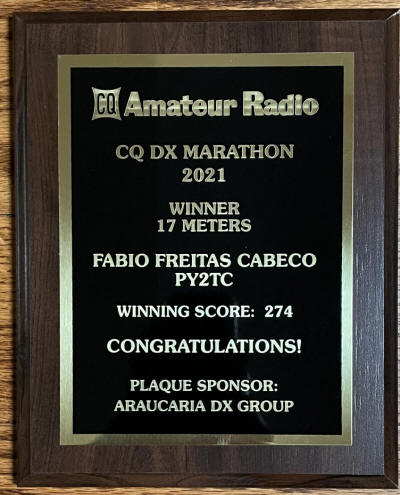 CQ Amateur Radio
CQ DX MARATHON
2021
WINNER
17 METERS
FABIO FREITAS CABECO
PY2TC
WINNING SCORE: 274
CONGRATULATIONS!
PLAQUE SPONSOR:
ARAUCARIA DX GROUP